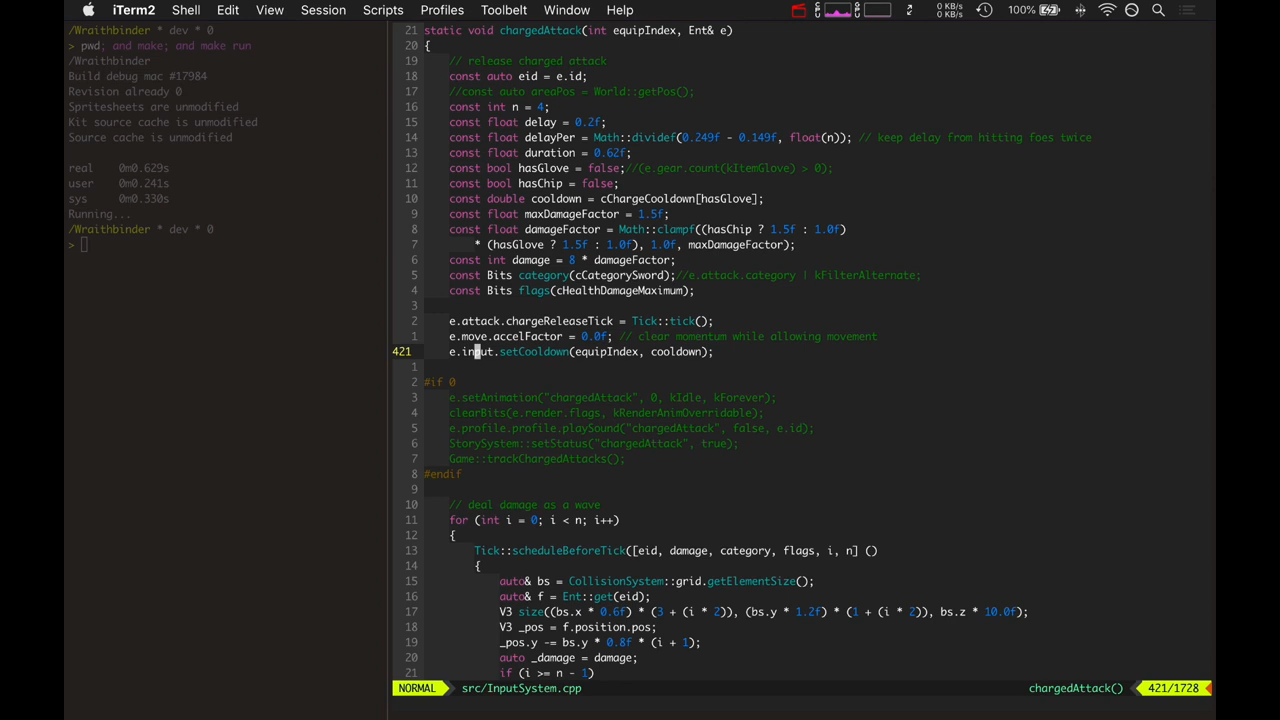 iTerm2 Shell Edit View Session Scripts Profiles Toolbelt Window Help 0 KB/s 0 KB/s 100%
/Wraithbinder * dev * 0
> pwd; and make; and make run
/Wraithbinder
Build debug mac #17984
Revision already 0
Spritesheets are unmodified
Kit source cache is unmodified
Source cache is unmodified
real 0m0.629s
user 0m0.241s
sys 0m0.330s
Running...
/Wraithbinder * dev * 0
>
21 static void chargedAttack(int equipIndex, Ent& e)
20 {
19 // release charged attack
18 const auto eid = e.id;
17 //const auto areaPos = World::getPos();
16 const int n = 4;
15 const float delay = 0.2f;
14 const float delayPer = Math::dividef(0.249f - 0.149f, float(n)); // keep delay from hitting foes twice
13 const float duration = 0.62f;
12 const bool hasGlove = false;//(e.gear.count(kItemGlove) > 0);
11 const bool hasChip = false;
10 const double cooldown = cChargeCooldown[hasGlove];
9 const float maxDamageFactor = 1.5f;
8 const float damageFactor = Math::clampf((hasChip ? 1.5f : 1.0f)
7 * (hasGlove ? 1.5f : 1.0f), 1.0f, maxDamageFactor);
6 const int damage = 8 * damageFactor;
5 const Bits category(cCategorySword);//e.attack.category | kFilterAlternate;
4 const Bits flags(cHealthDamageMaximum);
3
2 e.attack.chargeReleaseTick = Tick::tick();
1 e.move.accelFactor = 0.0f; // clear momentum while allowing movement
421 e.input.setCooldown(equipIndex, cooldown);
1
2 #if 0
3 e.setAnimation("chargedAttack", 0, kIdle, kForever);
4 clearBits(e.render.flags, kRenderAnimOverridable);
5 e.profile.profile.playSound("chargedAttack", false, e.id);
6 StorySystem::setStatus("chargedAttack", true);
7 Game::trackChargedAttacks();
8 #endif
9
10 // deal damage as a wave
11 for (int i = 0; i < n; i++)
12 {
13 Tick::scheduleBeforeTick([eid, damage, category, flags, i, n] ()
14 {
15 auto& bs = CollisionSystem::grid.getElementSize();
16 auto& f = Ent::get(eid);
17 V3 size((bs.x * 0.6f) * (3 + (i * 2)), (bs.y * 1.2f) * (1 + (i * 2)), bs.z * 10.0f);
18 V3 _pos = f.position.pos;
19 _pos.y -= bs.y * 0.8f * (i + 1);
20 auto _damage = damage;
21 if (i >= n - 1)
NORMAL src/InputSystem.cpp chargedAttack() 421/1728